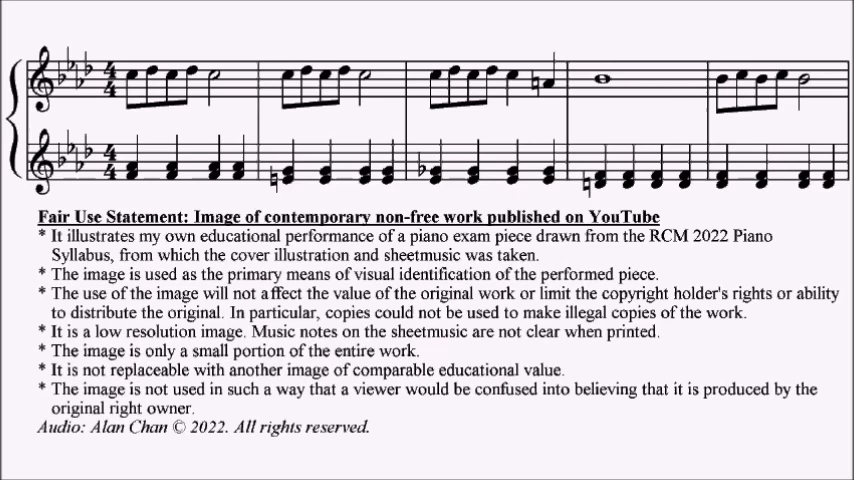 4 4
4 4
Fair Use Statement: Image of contemporary non-free work published on YouTube
* It illustrates my own educational performance of a piano exam piece drawn from the RCM 2022 Piano
Syllabus, from which the cover illustration and sheetmusic was taken.
* The image is used as the primary means of visual identification of the performed piece.
* The use of the image will not affect the value of the original work or limit the copyright holder's rights or ability
to distribute the original. In particular, copies could not be used to make illegal copies of the work.
* It is a low resolution image. Music notes on the sheetmusic are not clear when printed.
* The image is only a small portion of the entire work.
* It is not replaceable with another image of comparable educational value.
* The image is not used in such a way that a viewer would be confused into believing that it is produced by the
original right owner.
Audio: Alan Chan © 2022. All rights reserved.